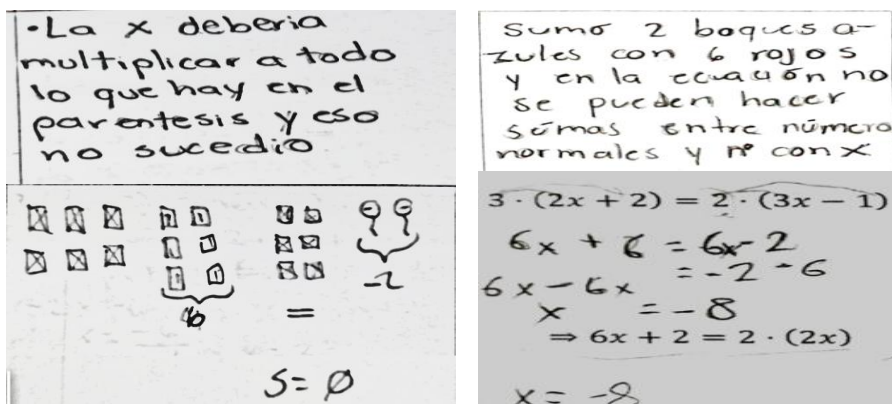 ·La x deberia
multiplicar a todo
lo que hay en el
parentesis y eso
no sucedio
6
=
-2
S= ∅
Sumo 2 boques a-
zules con 6 rojos
y en la ecuación no
se pueden hacer
sumas entre número
normales y nº con x
3 · (2x + 2) = 2 · (3x − 1)
6x + 6 = 6x-2
6x - 6x = -2 -6
x = - 8
⇒ 6x + 2 = 2 · (2x)
x = -8